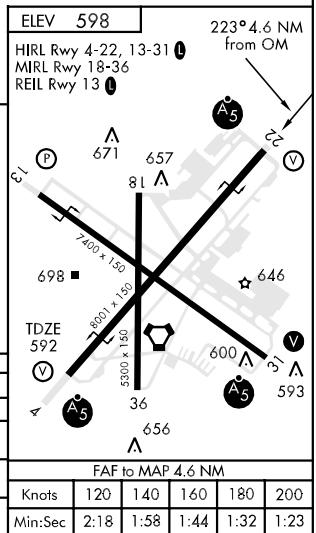 ELEV 598
223° 4.6 NM
from OM
HIRL Rwy 4-22, 13-31 L
MIRL Rwy 18-36
REIL Rwy 13 L
A5
22
671
657
P
V
13
18
7400 x 150
698
646
8001 x 150
TDZE
592
5300 x 150
600
V
31
593
V
4
A5
36
A5
656
FAF to MAP 4.6 NM
Knots 120 140 160 180 200
Min:Sec 2:18 1:58 1:44 1:32 1:23